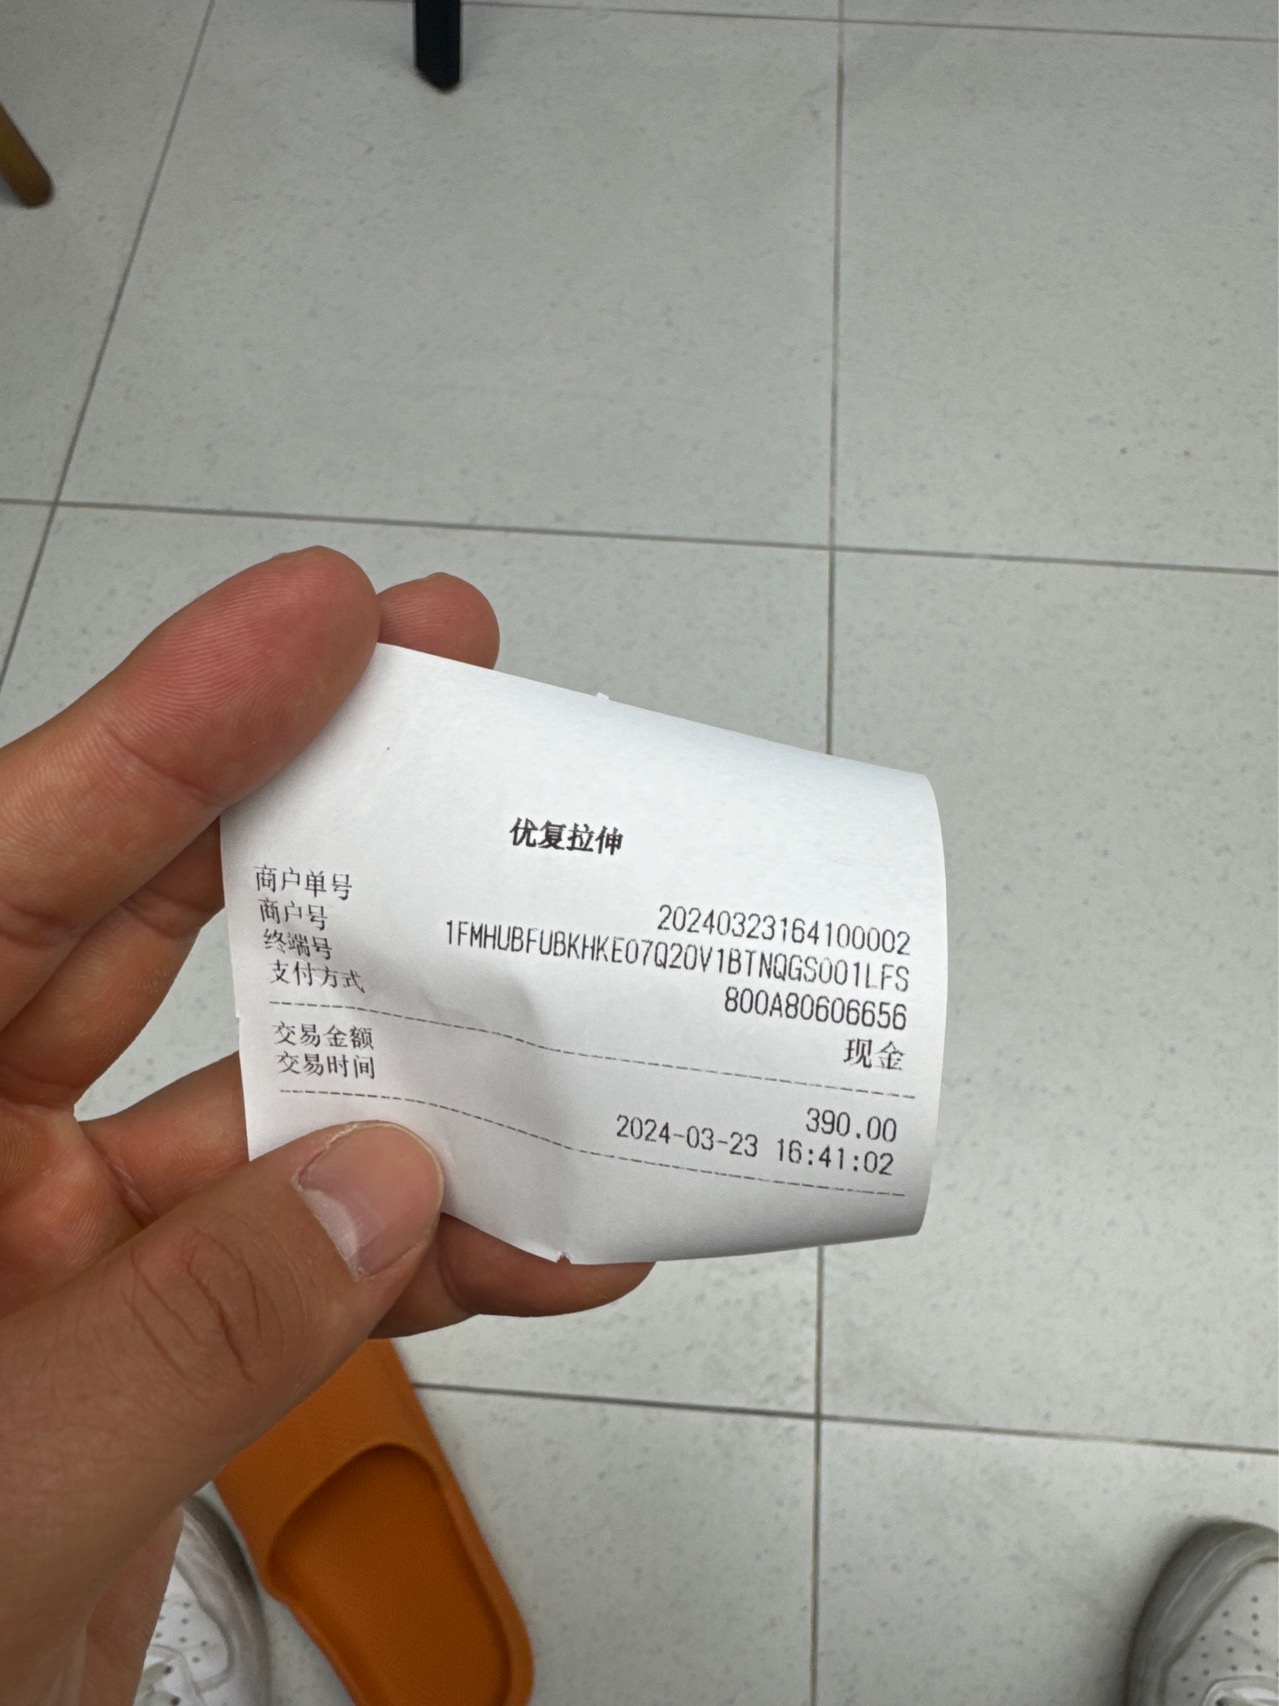 优复拉伸
商户单号 20240323164100002
商户号 1FMHUBFUBKHKE07Q20V1BTNQGS001LFS
终端号 800A80606656
支付方式 现金
交易金额 390.00
交易时间 2024-03-23 16:41:02